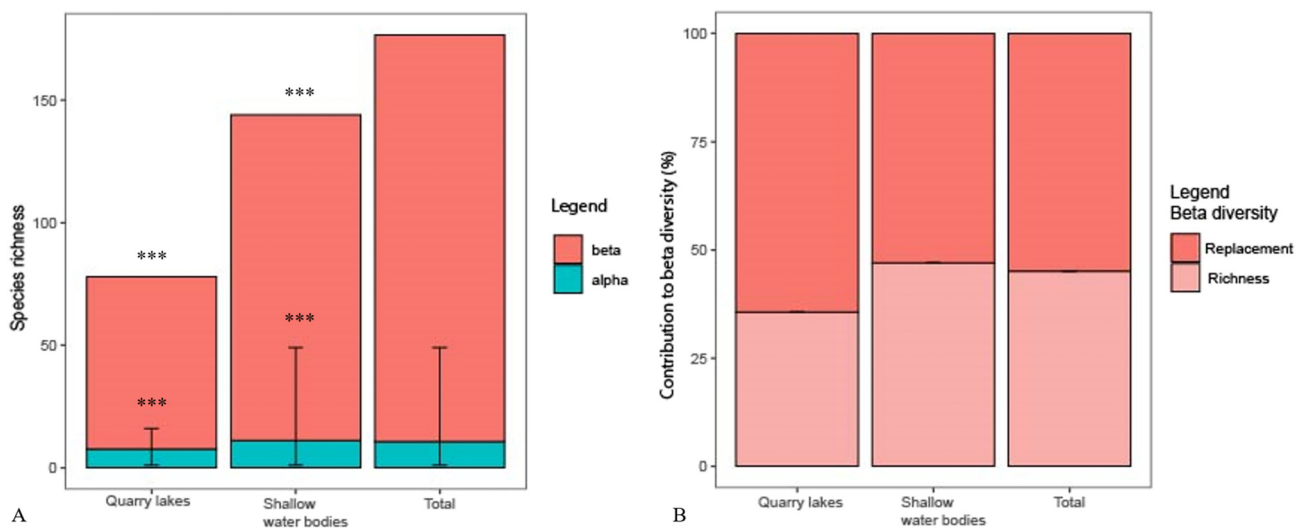 Species richness
150
100
50
0
***
***
***
***
Quarry lakes
Shallow
water bodies
Total
Legend
beta
alpha
A
Contribution to beta diversity (%)
100
75
50
25
0
Quarry lakes
Shallow
water bodies
Total
Legend
Beta diversity
Replacement
Richness
B